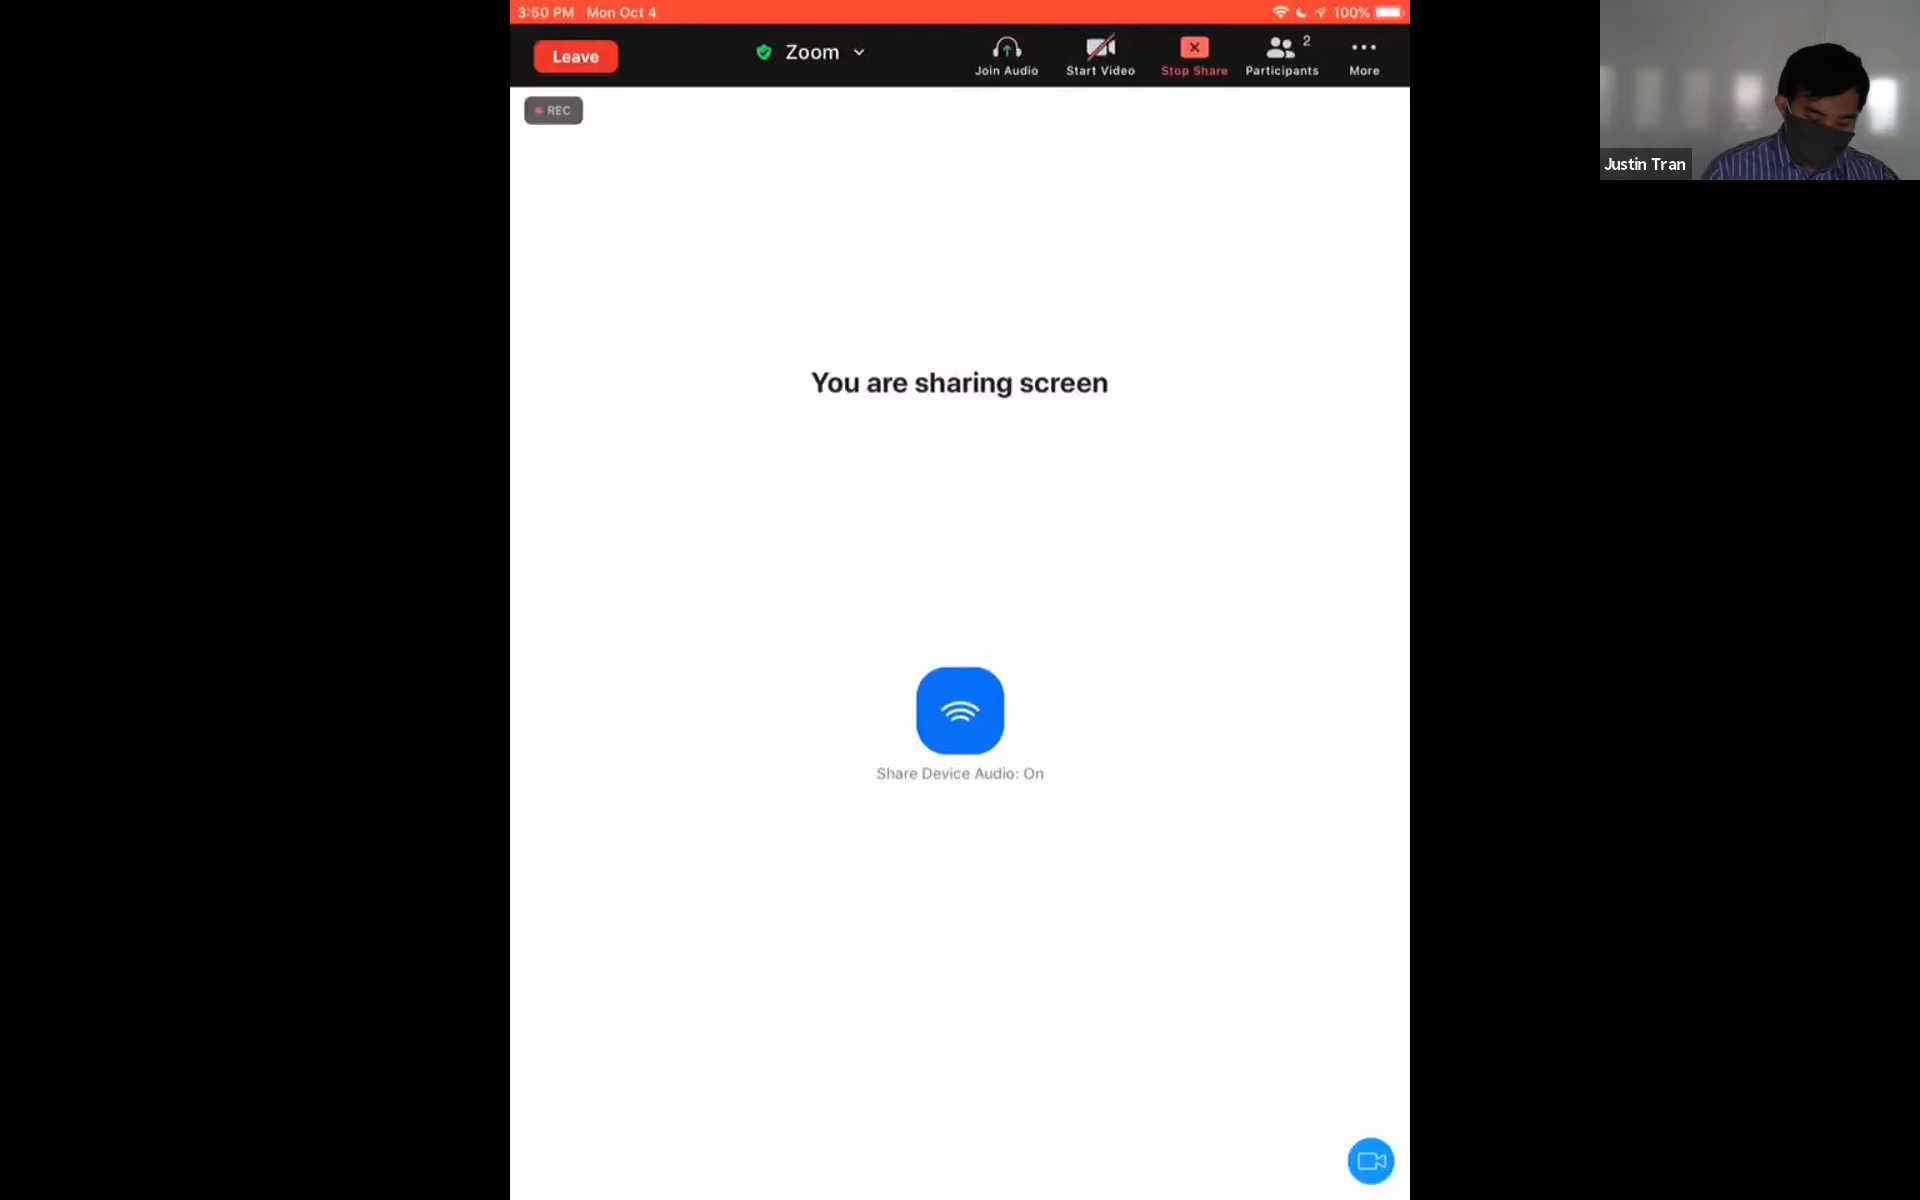 3:50 PM Mon Oct 4 100%
Leave Zoom Join Audio Start Video Stop Share Participants 2 More
REC
Justin Tran
You are sharing screen
Share Device Audio: On